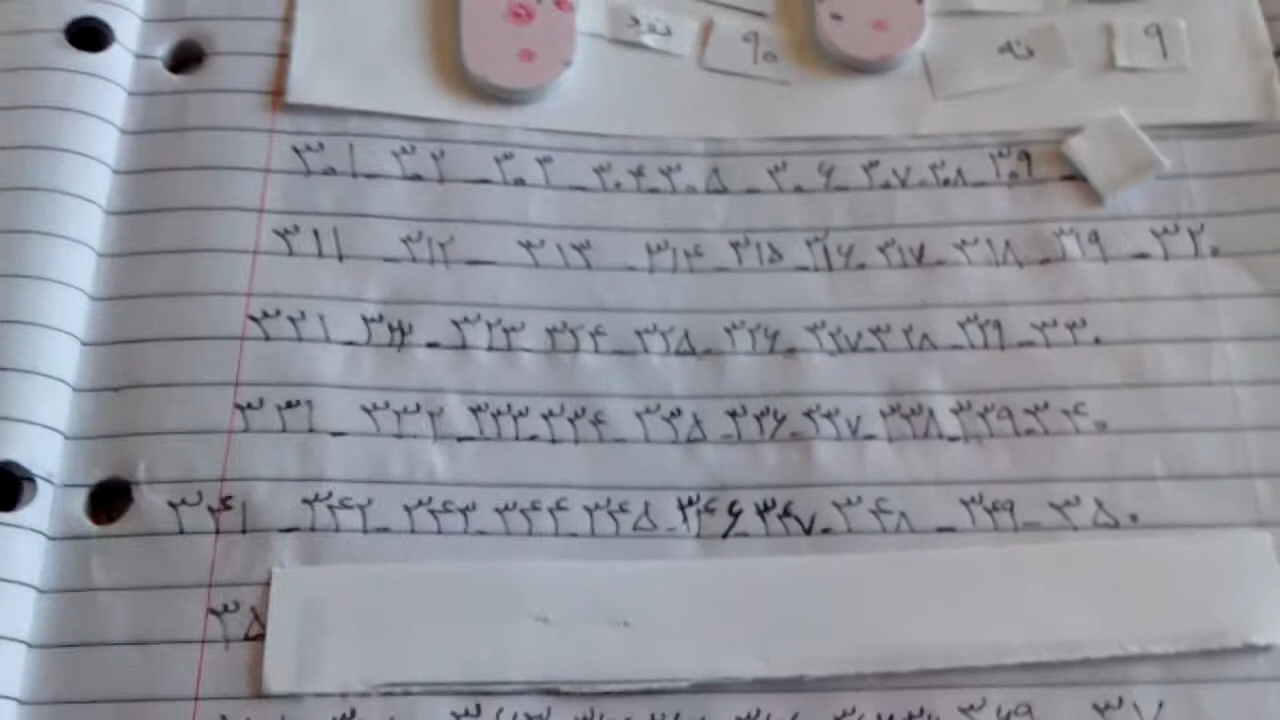 نود ۹۰ نه ۹
۳۰۱ _ ۳۰۲ _ ۳۰۳ _ ۳۰۴ _ ۳۰۵ _ ۳۰۶ _ ۳۰۷ _ ۳۰۸ _ ۳۰۹ _
۳۱۱ _ ۳۱۲ _ ۳۱۳ _ ۳۱۴ _ ۳۱۵ _ ۳۱۶ _ ۳۱۷ _ ۳۱۸ _ ۳۱۹ _ ۳۲۰
۳۲۱ _ ۳۲۲ _ ۳۲۳ ۳۲۴ _ ۳۲۵ _ ۳۲۶ _ ۳۲۷ _ ۳۲۸ _ ۳۲۹ _ ۳۳۰
۳۳۱ _ ۳۳۲ _ ۳۳۳ _ ۳۳۴ _ ۳۳۵ _ ۳۳۶ _ ۳۳۷ _ ۳۳۸ _ ۳۳۹ _ ۳۴۰
۳۴۱ _ ۳۴۲ _ ۳۴۳ _ ۳۴۴ _ ۳۴۵ _ ۳۴۶ _ ۳۴۷ _ ۳۴۸ _ ۳۴۹ _ ۳۵۰
۳۵